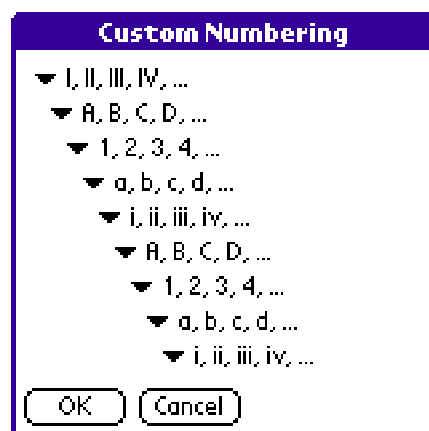 Custom Numbering
I, II, III, IV, ...
A, B, C, D, ...
1, 2, 3, 4, ...
a, b, c, d, ...
i, ii, iii, iv, ...
A, B, C, D, ...
1, 2, 3, 4, ...
a, b, c, d, ...
i, ii, iii, iv, ...
OK Cancel